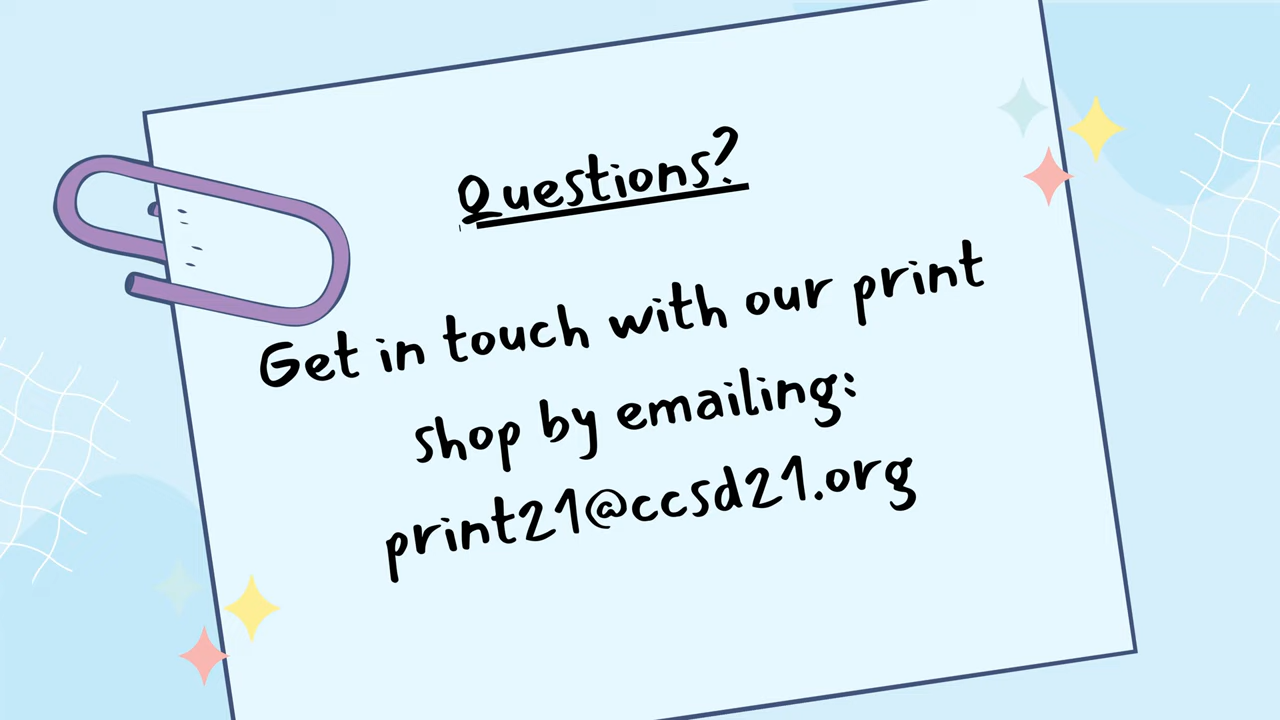 Questions?
Get in touch with our print
shop by emailing:
print21@ccsd21.org